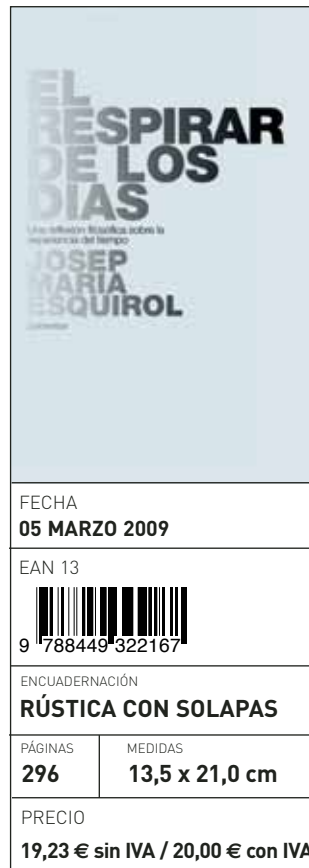 EL
RESPIRAR
DE LOS
DIAS
Una reflexión filosófica sobre la
experiencia del tiempo
JOSEP
MARIA
ESQUIROL
FECHA
05 MARZO 2009
EAN 13
9 788449 322167
ENCUADERNACIÓN
RÚSTICA CON SOLAPAS
PÁGINAS MEDIDAS
296 13,5 x 21,0 cm
PRECIO
19,23 € sin IVA / 20,00 € con IVA